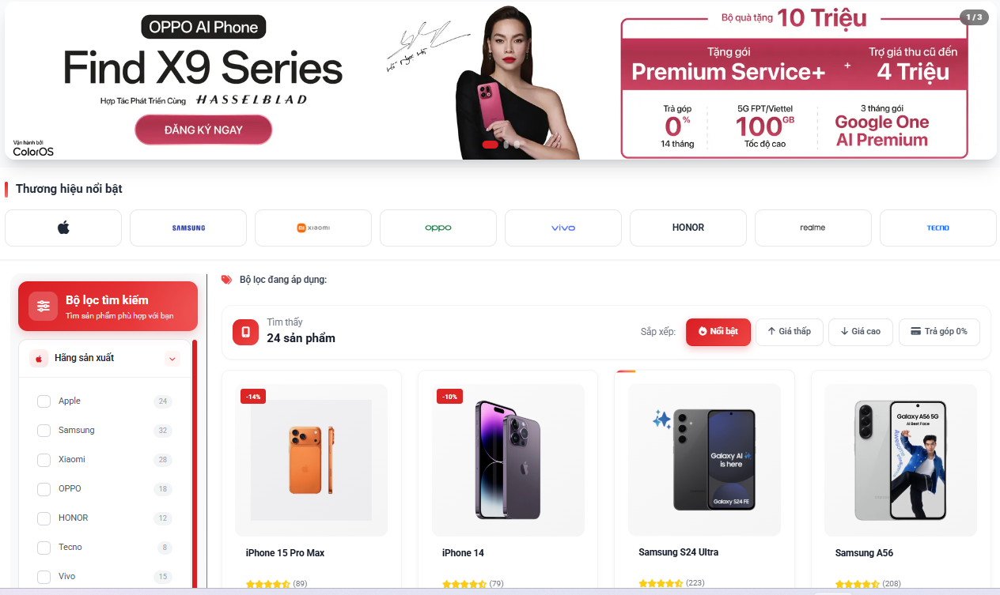 OPPO AI Phone
Find X9 Series
Hợp Tác Phát Triển Cùng HASSELBLAD
ĐĂNG KÝ NGAY
Vận hành bởi
ColorOS
Bộ quà tặng 10 Triệu
1 / 3
Tặng gói
Premium Service+
+
Trợ giá thu cũ đến
4 Triệu
Trả góp
0%
14 tháng
5G FPT/Viettel
100GB
Tốc độ cao
3 tháng gói
Google One
AI Premium
Thương hiệu nổi bật
SAMSUNG
xiaomi
oppo
vivo
HONOR
realme
TECNO
Bộ lọc tìm kiếm
Tìm sản phẩm phù hợp với bạn
Hãng sản xuất
Apple 24
Samsung 32
Xiaomi 28
OPPO 18
HONOR 12
Tecno 8
Vivo 15
Bộ lọc đang áp dụng:
Tìm thấy
24 sản phẩm
Sắp xếp: Nổi bật ↑ Giá thấp ↓ Giá cao Trả góp 0%
-14%
iPhone 15 Pro Max
(89)
-10%
iPhone 14
(79)
Galaxy AI
is here
Galaxy S24 FE
Samsung S24 Ultra
(223)
Galaxy A56 5G
AI Best Face
Awesome
Samsung A56
(208)